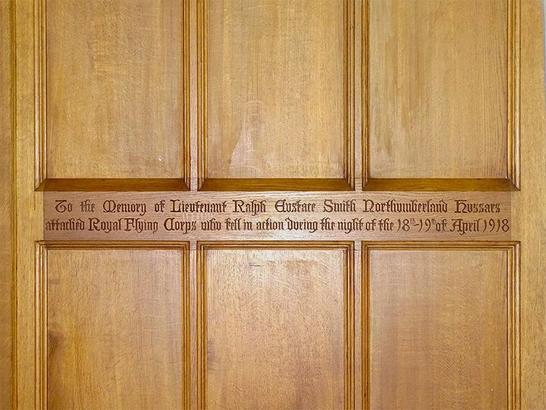 To the Memory of Lieutenant Ralph Eustace Smith Northumberland Hussars
attached Royal Flying Corps who fell in action during the night of the 18th-19th of April 1918